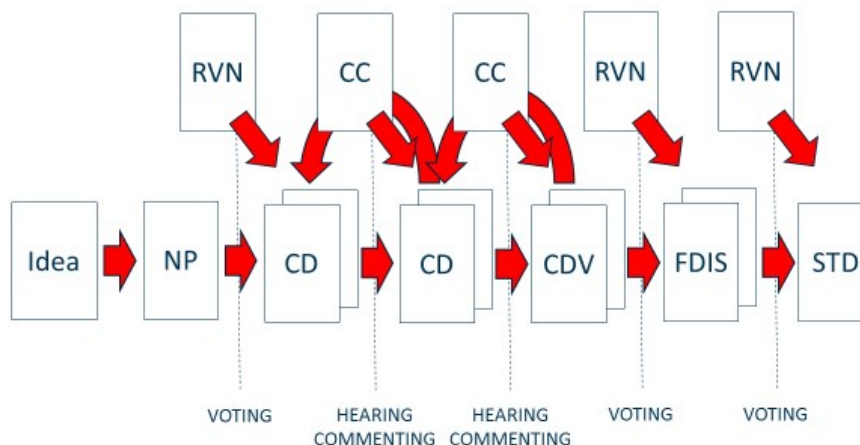 RVN
CC
CC
RVN
RVN
Idea
NP
CD
CD
CDV
FDIS
STD
VOTING
HEARING
COMMENTING
HEARING
COMMENTING
VOTING
VOTING